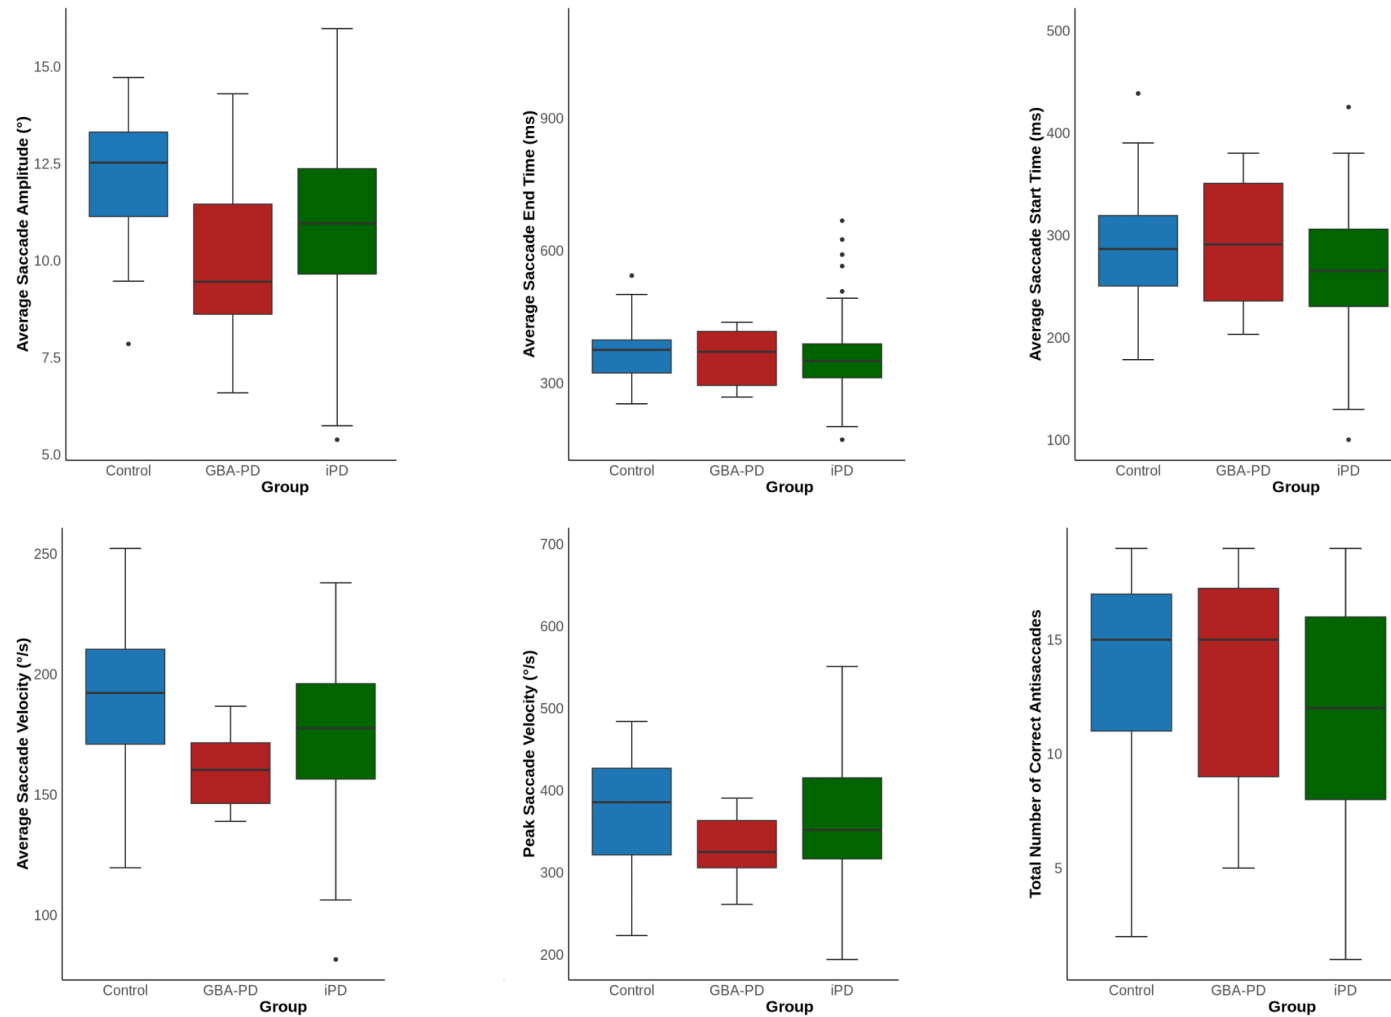 Average Saccade Amplitude (°)
15.0
12.5
10.0
7.5
5.0
Control GBA-PD iPD
Group
Average Saccade End Time (ms)
900
600
300
Control GBA-PD iPD
Group
Average Saccade Start Time (ms)
500
400
300
200
100
Control GBA-PD iPD
Group
Average Saccade Velocity (°/s)
250
200
150
100
Control GBA-PD iPD
Group
Peak Saccade Velocity (°/s)
700
600
500
400
300
200
Control GBA-PD iPD
Group
Total Number of Correct Antisaccades
15
10
5
Control GBA-PD iPD
Group